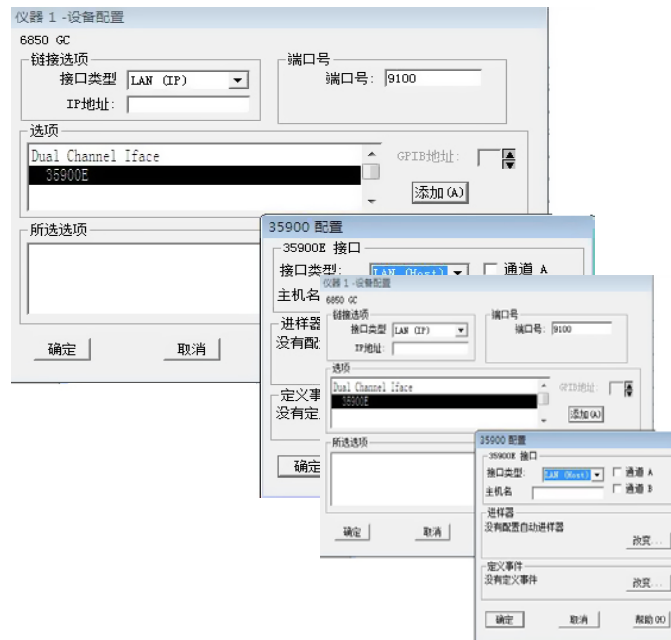 仪器 1 -设备配置
6850 GC
链接选项
接口类型 LAN (IP)
IP地址:
端口号
端口号: 9100
选项
Dual Channel Iface
35900E
GPIB地址:
添加(A)
所选选项
确定 取消
35900 配置
35900E 接口
接口类型: LAN (Host) 通道 A
主机名
进样器
没有配
定义事
没有定
确定
仪器 1 -设备配置
6850 GC
链接选项
接口类型 LAN (IP)
IP地址:
端口号
端口号: 9100
选项
Dual Channel Iface
35900E
GPIB地址:
添加(A)
所选选项
确定 取消
35900 配置
35900E 接口
接口类型: LAN (Host) 通道 A
主机名 通道 B
进样器
没有配置自动进样器
改变...
定义事件
没有定义事件
改变...
确定 取消 帮助(H)